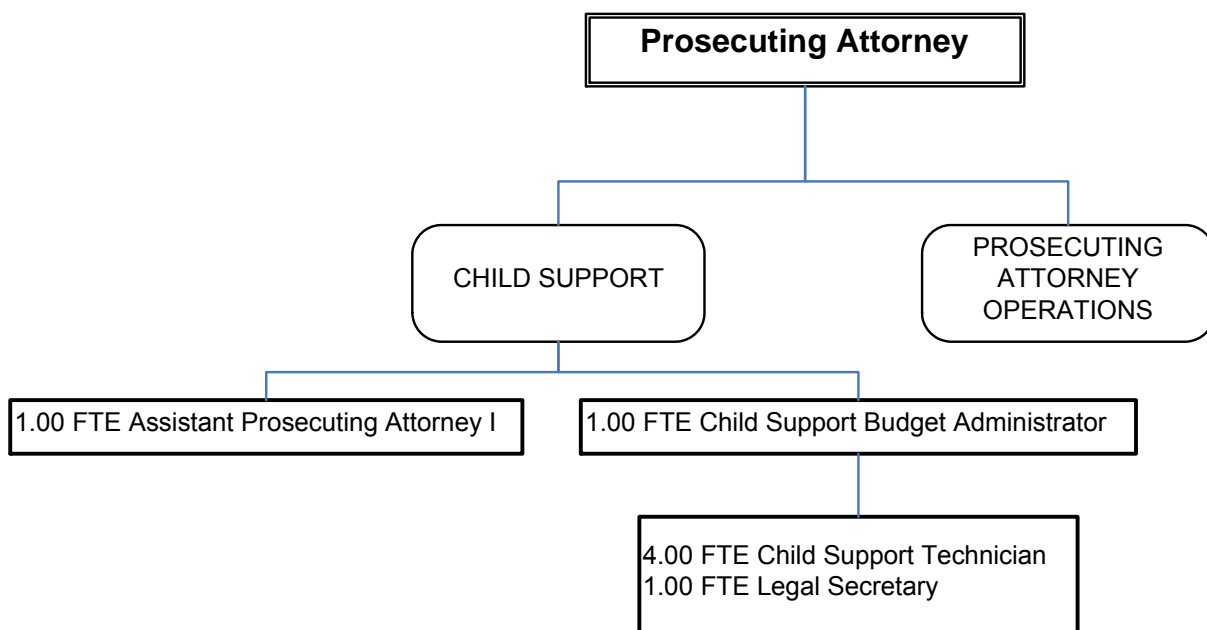 Prosecuting Attorney
CHILD SUPPORT
PROSECUTING
ATTORNEY
OPERATIONS
1.00 FTE Assistant Prosecuting Attorney I
1.00 FTE Child Support Budget Administrator
4.00 FTE Child Support Technician
1.00 FTE Legal Secretary